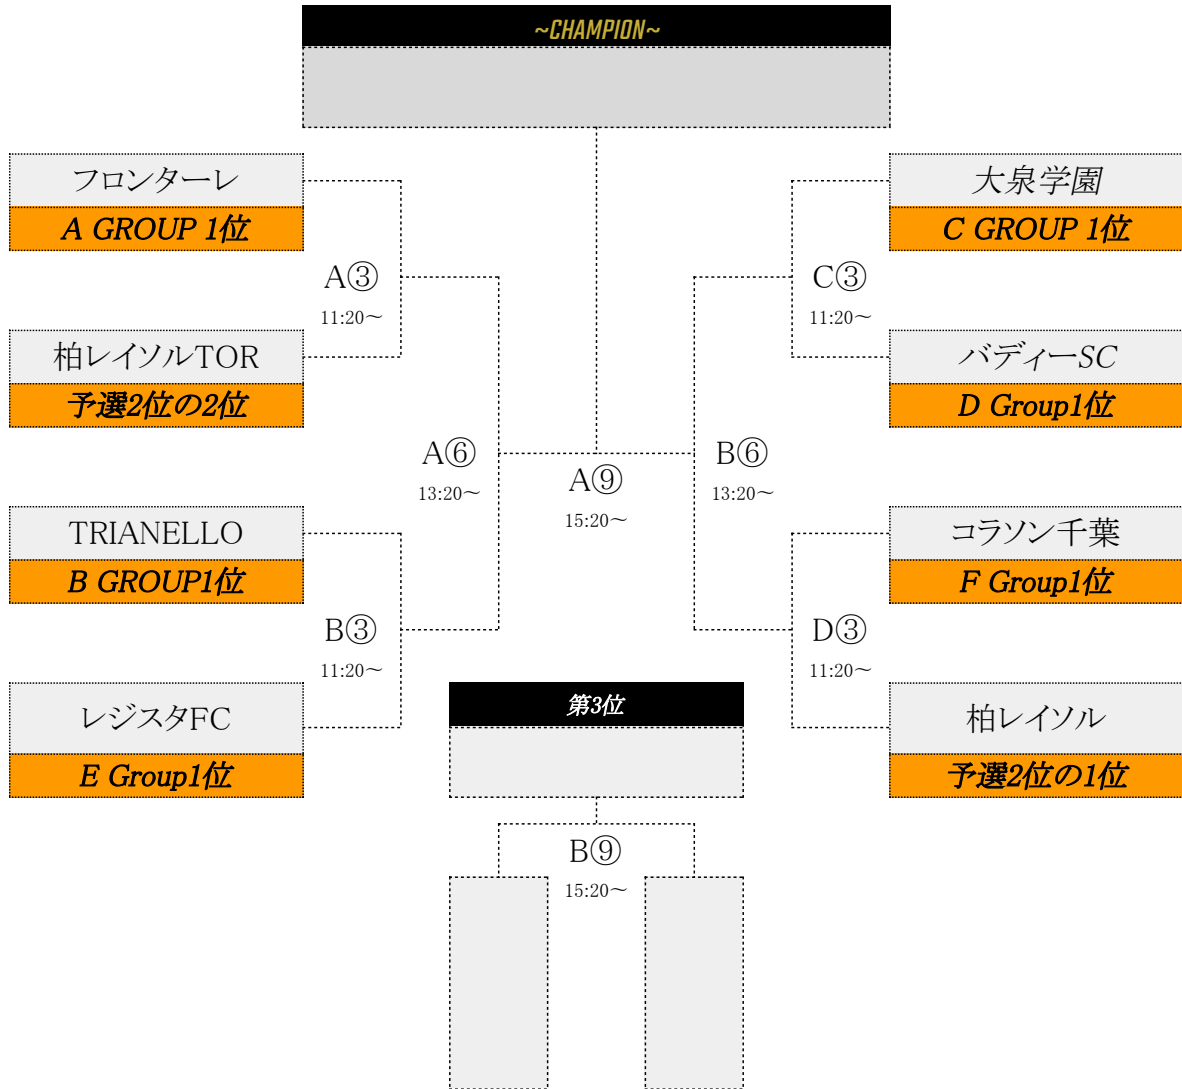 ~CHAMPION~
フロンターレ
A GROUP 1位
A③
11:20～
柏レイソルTOR
予選2位の2位
A⑥
13:20～
TRIANELLO
B GROUP1位
B③
11:20～
レジスタFC
E Group1位
A⑨
15:20～
大泉学園
C GROUP 1位
C③
11:20～
バディーSC
D Group1位
B⑥
13:20～
コラソン千葉
F Group1位
D③
11:20～
柏レイソル
予選2位の1位
第3位
B⑨
15:20～